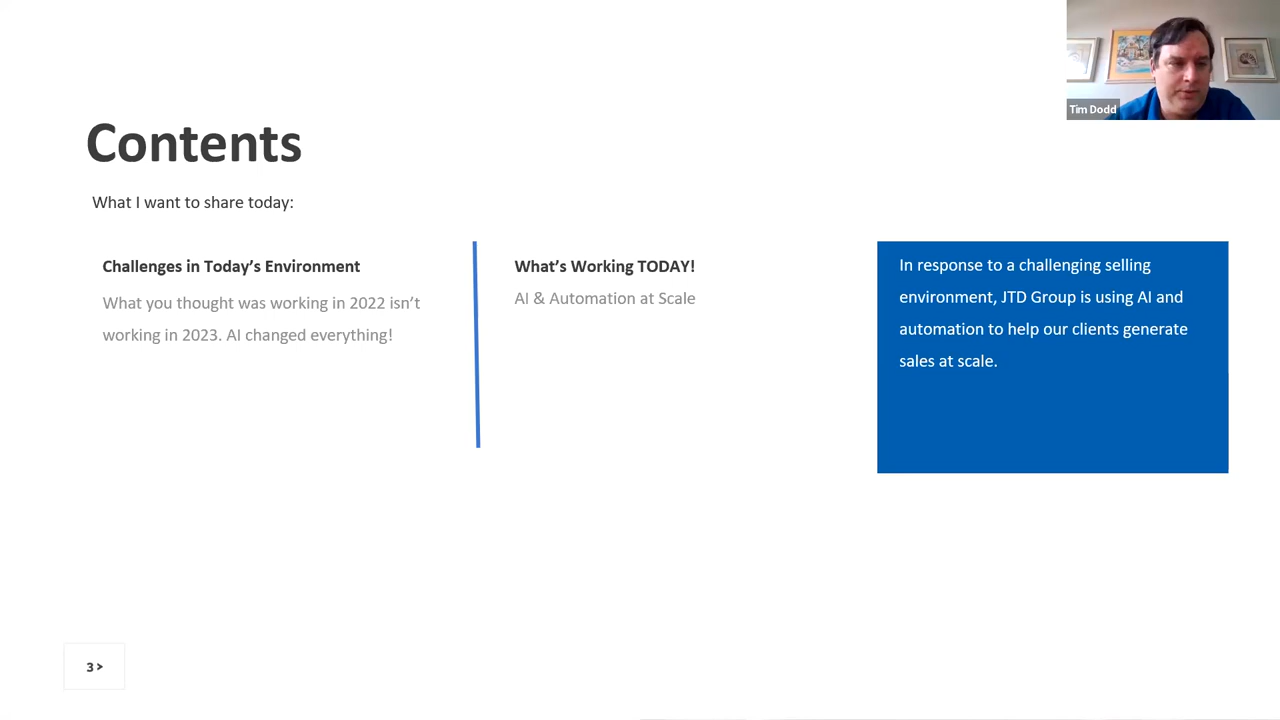 Tim Dodd
Contents
What I want to share today:
Challenges in Today’s Environment
What you thought was working in 2022 isn’t
working in 2023. AI changed everything!
What’s Working TODAY!
AI & Automation at Scale
In response to a challenging selling
environment, JTD Group is using AI and
automation to help our clients generate
sales at scale.
3 >